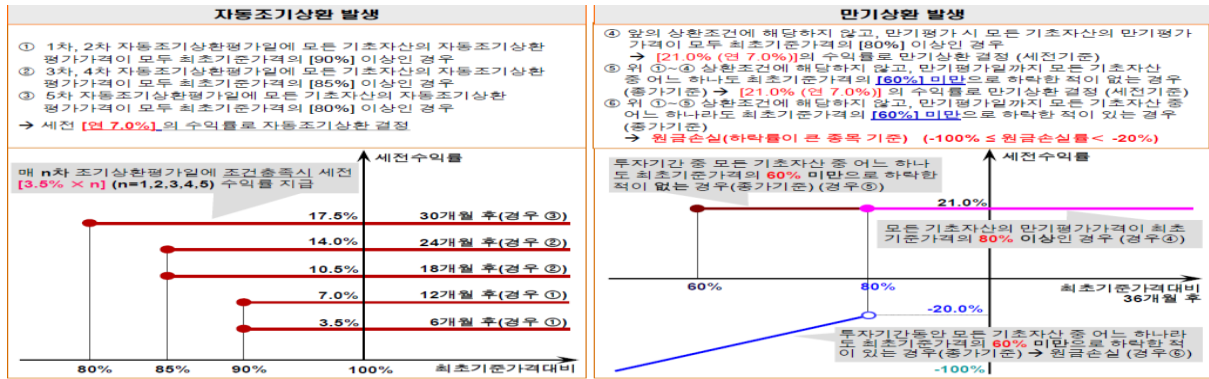 자동조기상환 발생
① 1차, 2차 자동조기상환평가일에 모든 기초자산의 자동조기상환
평가가격이 모두 최초기준가격의 [90%] 이상인 경우
② 3차, 4차 자동조기상환평가일에 모든 기초자산의 자동조기상환
평가가격이 모두 최초기준가격의 [85%] 이상인 경우
③ 5차 자동조기상환평가일에 모든 기초자산의 자동조기상환
평가가격이 모두 최초기준가격의 [80%] 이상인 경우
→ 세전 [연 7.0%] 의 수익률로 자동조기상환 결정
세전수익률
매 n차 조기상환평가일에 조건충족시 세전
[3.5% × n] (n=1,2,3,4,5) 수익률 지급
17.5% 30개월 후(경우 ③)
14.0% 24개월 후(경우 ②)
10.5% 18개월 후(경우 ②)
7.0% 12개월 후(경우 ①)
3.5% 6개월 후(경우 ①)
80% 85% 90% 100% 최초기준가격대비
만기상환 발생
④ 앞의 상환조건에 해당하지 않고, 만기평가 시 모든 기초자산의 만기평가
가격이 모두 최초기준가격의 [80%] 이상인 경우
→ [21.0% (연 7.0%)]의 수익률로 만기상환 결정 (세전기준)
⑤ 위 ①~④ 상환조건에 해당하지 않고, 만기평가일까지 모든 기초자산
중 어느 하나라도 최초기준가격의 [60%] 미만으로 하락한 적이 없는 경우
(종가기준) → [21.0% (연 7.0%)] 의 수익률로 만기상환 결정 (세전기준)
⑥ 위 ①~⑤ 상환조건에 해당하지 않고, 만기평가일까지 모든 기초자산 중
어느 하나라도 최초기준가격의 [60%] 미만으로 하락한 적이 있는 경우
(종가기준)
→ 원금손실(하락률이 큰 종목 기준) (-100% ≤ 원금손실률< -20%)
세전수익률
투자기간 중 모든 기초자산 중 어느 하나
도 최초기준가격의 60% 미만으로 하락한
적이 없는 경우(종가기준) (경우⑤)
21.0%
모든 기초자산의 만기평가가격이 최초
기준가격의 80% 이상인 경우 (경우④)
60% 80% 최초기준가격대비
36개월 후
-20.0%
투자기간동안 모든 기초자산 중 어느 하나라
도 최초기준가격의 60% 미만으로 하락한 적
이 있는 경우(종가기준) → 원금손실 (경우⑥)
-100%